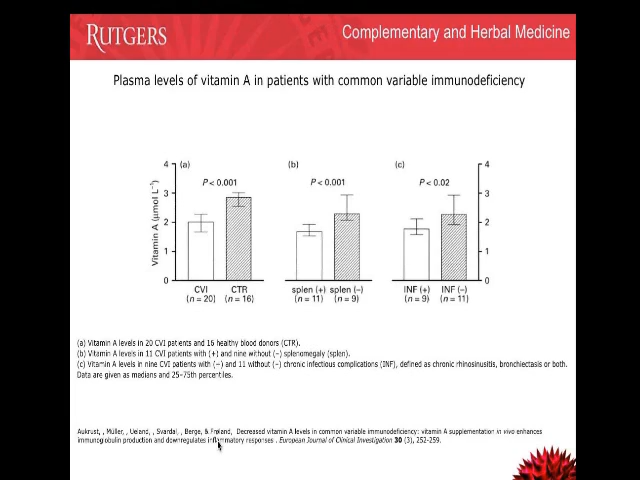 RUTGERS
Complementary and Herbal Medicine
Plasma levels of vitamin A in patients with common variable immunodeficiency
Vitamin A (μmol L⁻¹)
4
3
2
1
0
(a)
P < 0.001
CVI
(n = 20)
CTR
(n = 16)
(b)
P < 0.001
splen (+)
(n = 11)
splen (–)
(n = 9)
(c)
P < 0.02
INF (+)
(n = 9)
INF (–)
(n = 11)
4
3
2
1
0
(a) Vitamin A levels in 20 CVI patients and 16 healthy blood donors (CTR).
(b) Vitamin A levels in 11 CVI patients with (+) and nine without (–) splenomegaly (splen).
(c) Vitamin A levels in nine CVI patients with (+) and 11 without (–) chronic infectious complications (INF), defined as chronic rhinosinusitis, bronchiectasis or both.
Data are given as medians and 25–75th percentiles.
Aukrust, , Müller, , Ueland, , Svardal, , Berge, & Frøland, Decreased vitamin A levels in common variable immunodeficiency: vitamin A supplementation in vivo enhances
immunoglobulin production and downregulates inflammatory responses . European Journal of Clinical Investigation 30 (3), 252-259.